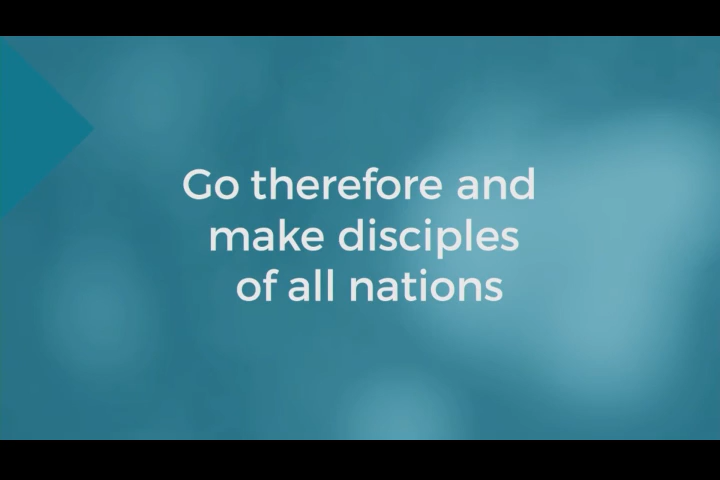 Go therefore and
make disciples
of all nations